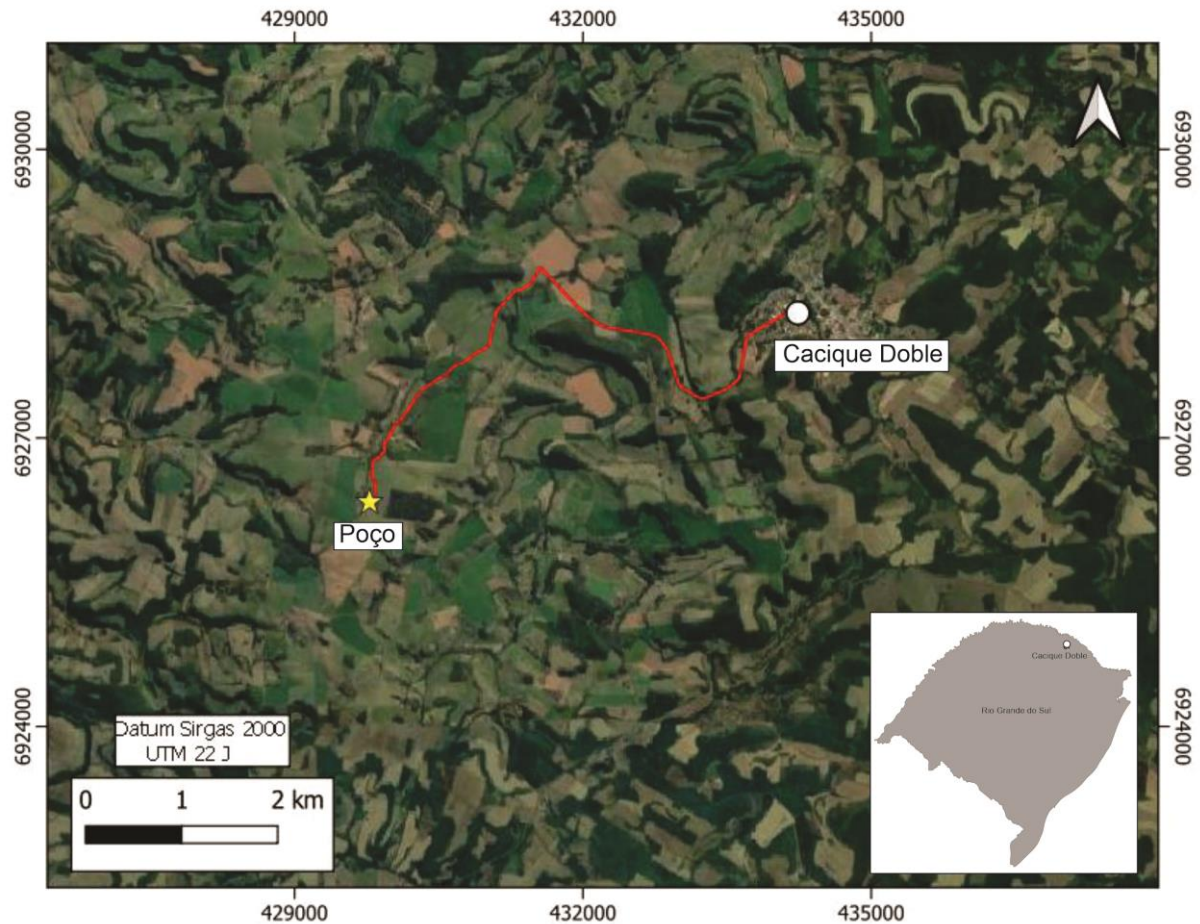 429000 432000 435000
6930000 6930000
Cacique Doble
6927000 6927000
Poço
Cacique Doble
Rio Grande do Sul
6924000 6924000
Datum Sirgas 2000
UTM 22 J
0 1 2 km
429000 432000 435000